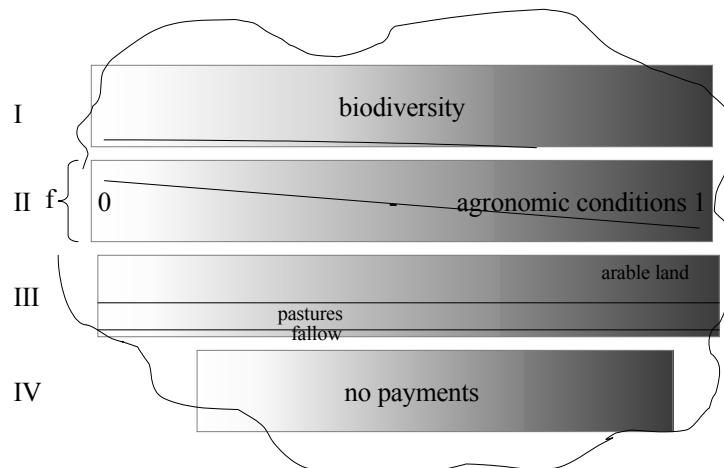 I biodiversity
II f 0 agronomic conditions 1
arable land
III
pastures
fallow
IV no payments